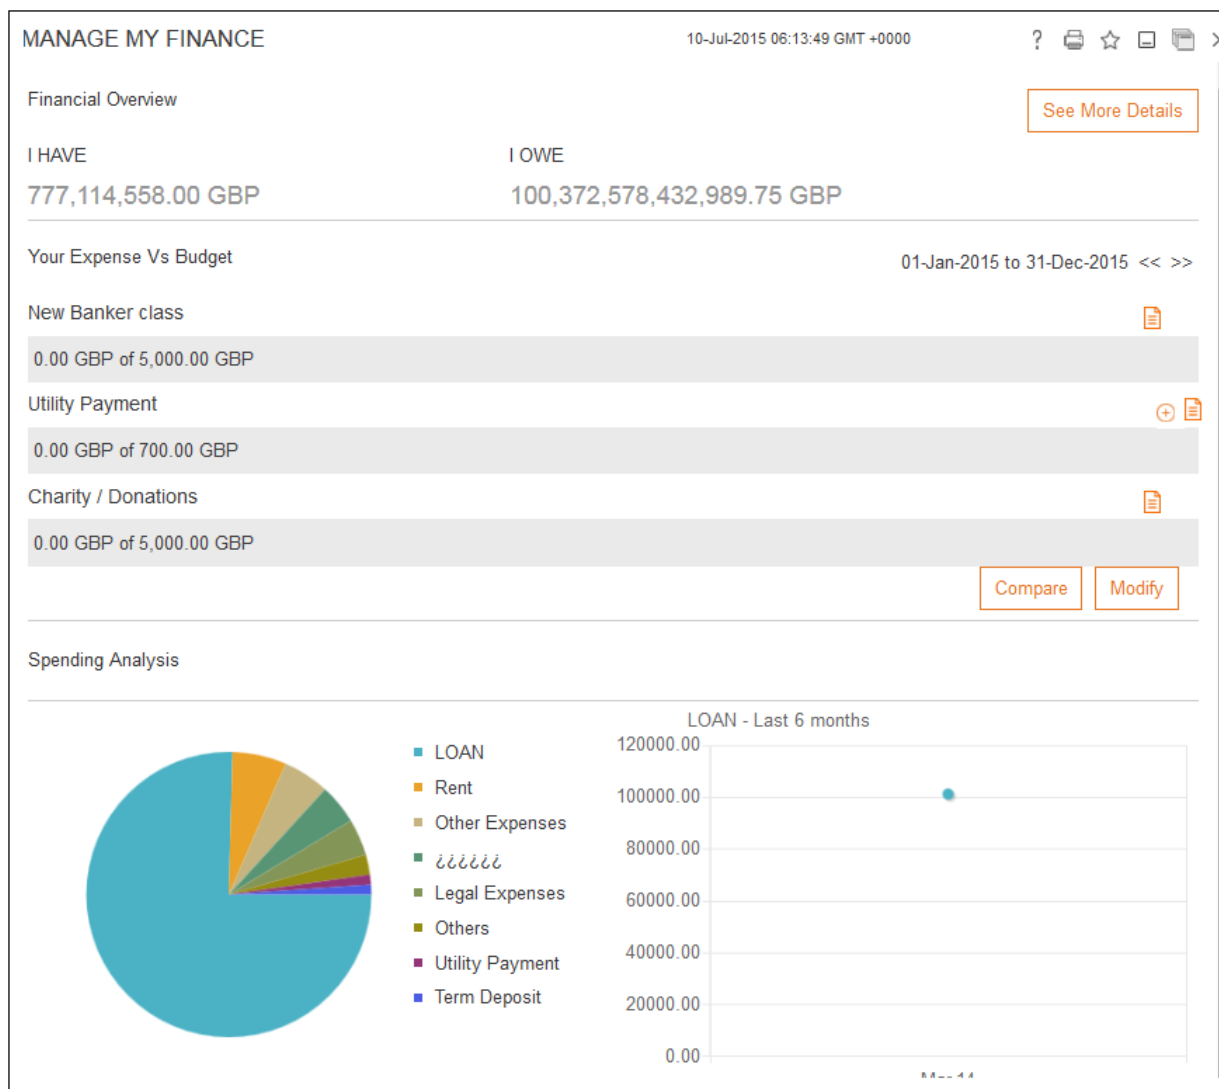 MANAGE MY FINANCE
10-Jul-2015 06:13:49 GMT +0000
?
Financial Overview
See More Details
I HAVE
I OWE
777,114,558.00 GBP
100,372,578,432,989.75 GBP
Your Expense Vs Budget
01-Jan-2015 to 31-Dec-2015 << >>
New Banker class
0.00 GBP of 5,000.00 GBP
Utility Payment
0.00 GBP of 700.00 GBP
Charity / Donations
0.00 GBP of 5,000.00 GBP
Compare
Modify
Spending Analysis
LOAN
Rent
Other Expenses
¿¿¿¿¿¿
Legal Expenses
Others
Utility Payment
Term Deposit
LOAN - Last 6 months
120000.00
100000.00
80000.00
60000.00
40000.00
20000.00
0.00